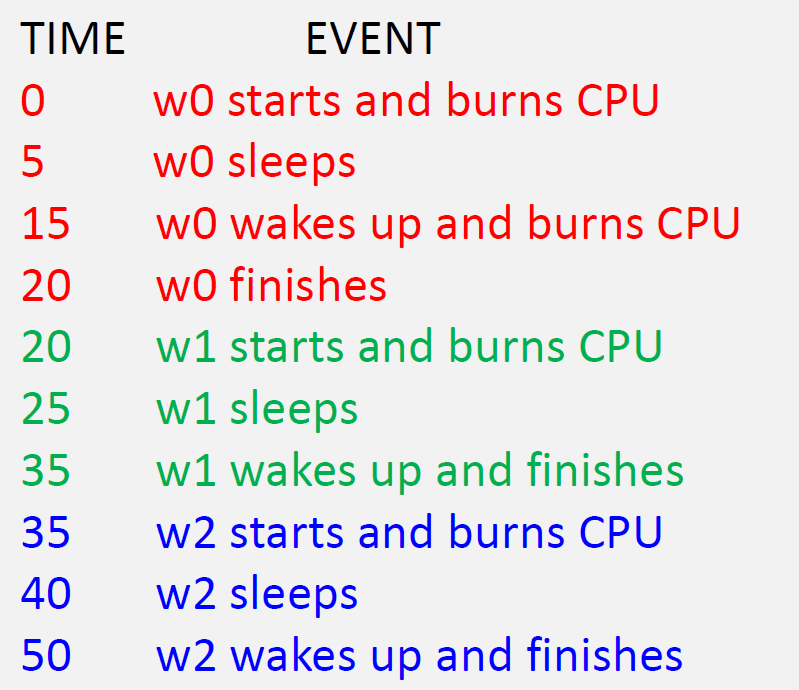 TIME EVENT
0 w0 starts and burns CPU
5 w0 sleeps
15 w0 wakes up and burns CPU
20 w0 finishes
20 w1 starts and burns CPU
25 w1 sleeps
35 w1 wakes up and finishes
35 w2 starts and burns CPU
40 w2 sleeps
50 w2 wakes up and finishes